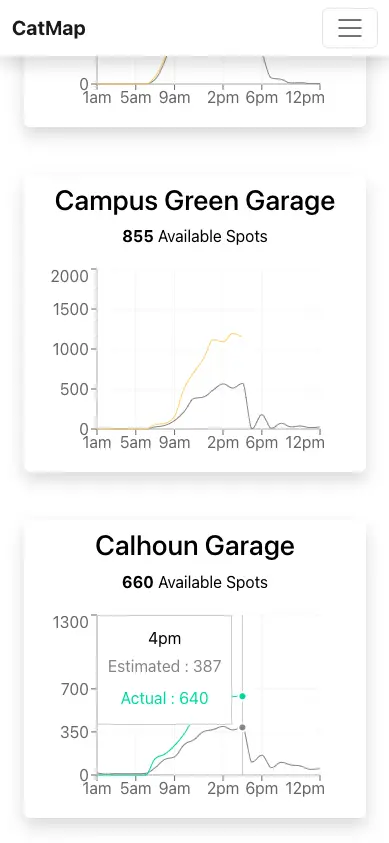 CatMap
0
1am 5am 9am 2pm 6pm 12pm
Campus Green Garage
855 Available Spots
2000
1500
1000
500
0
1am 5am 9am 2pm 6pm 12pm
Calhoun Garage
660 Available Spots
1300
4pm
Estimated : 387
700
Actual : 640
350
0
1am 5am 9am 2pm 6pm 12pm